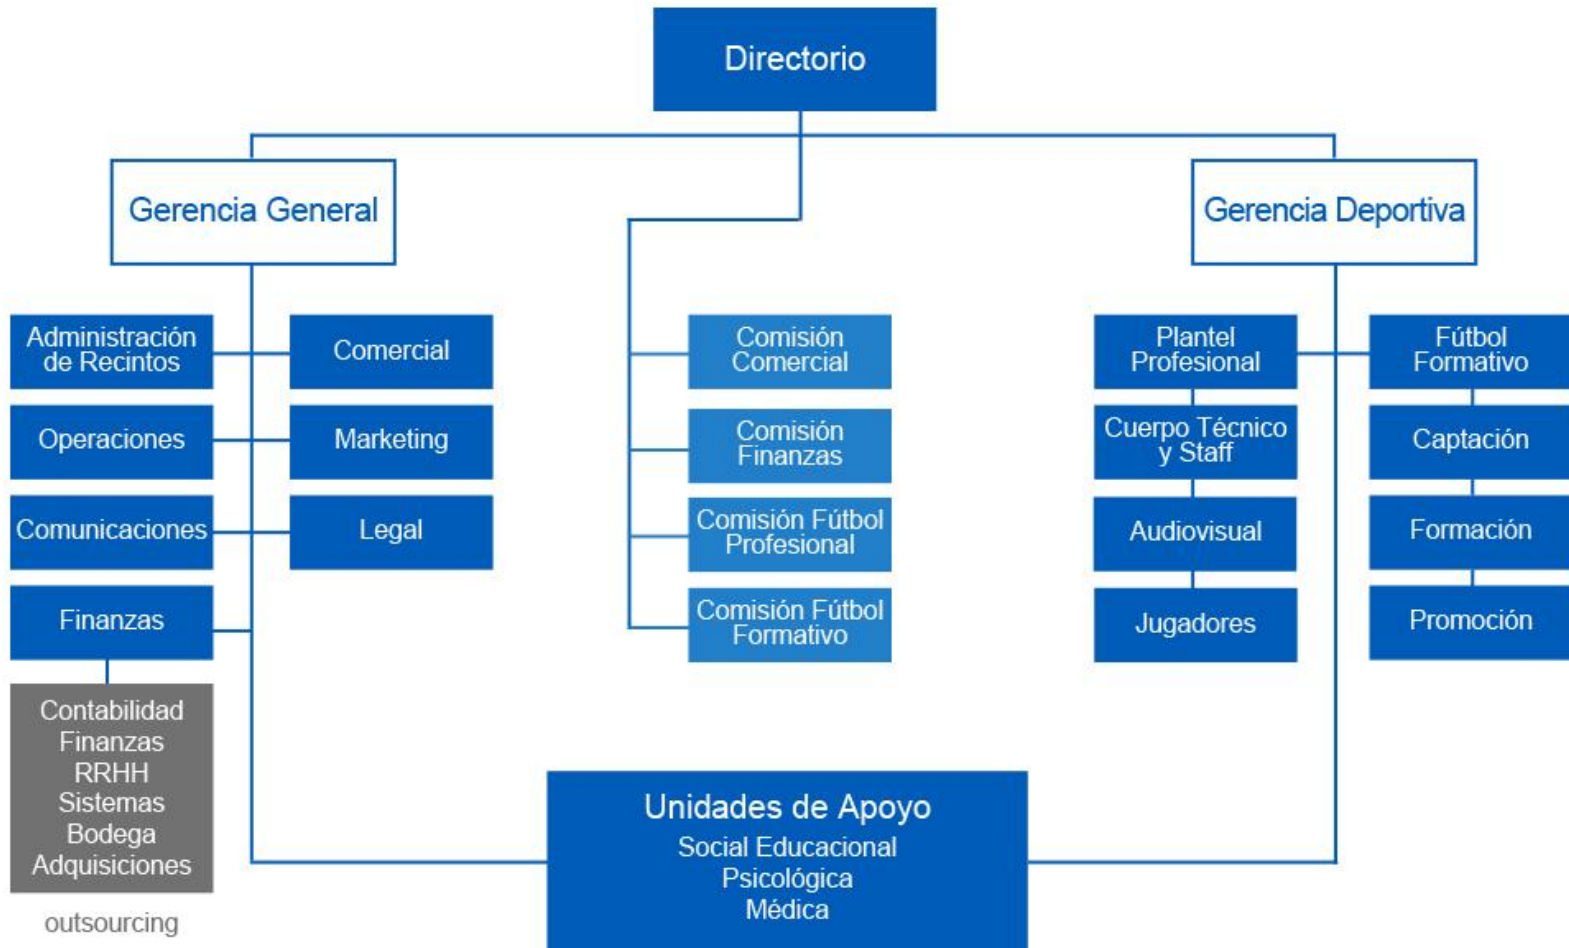 Directorio
Gerencia General
Gerencia Deportiva
Administración
de Recintos
Comercial
Operaciones
Marketing
Comunicaciones
Legal
Finanzas
Contabilidad
Finanzas
RRHH
Sistemas
Bodega
Adquisiciones
outsourcing
Comisión
Comercial
Comisión
Finanzas
Comisión Fútbol
Profesional
Comisión Fútbol
Formativo
Plantel
Profesional
Cuerpo Técnico
y Staff
Audiovisual
Jugadores
Fútbol
Formativo
Captación
Formación
Promoción
Unidades de Apoyo
Social Educacional
Psicológica
Médica